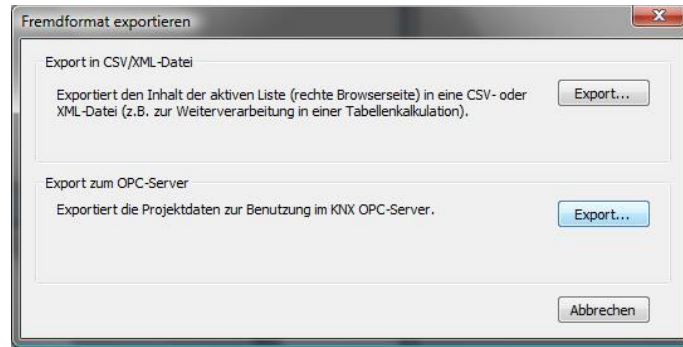 Fremdformat exportieren
Export in CSV/XML-Datei
Exportiert den Inhalt der aktiven Liste (rechte Browserseite) in eine CSV- oder
XML-Datei (z.B. zur Weiterverarbeitung in einer Tabellenkalkulation).
Export...
Export zum OPC-Server
Exportiert die Projektdaten zur Benutzung im KNX OPC-Server.
Export...
Abbrechen